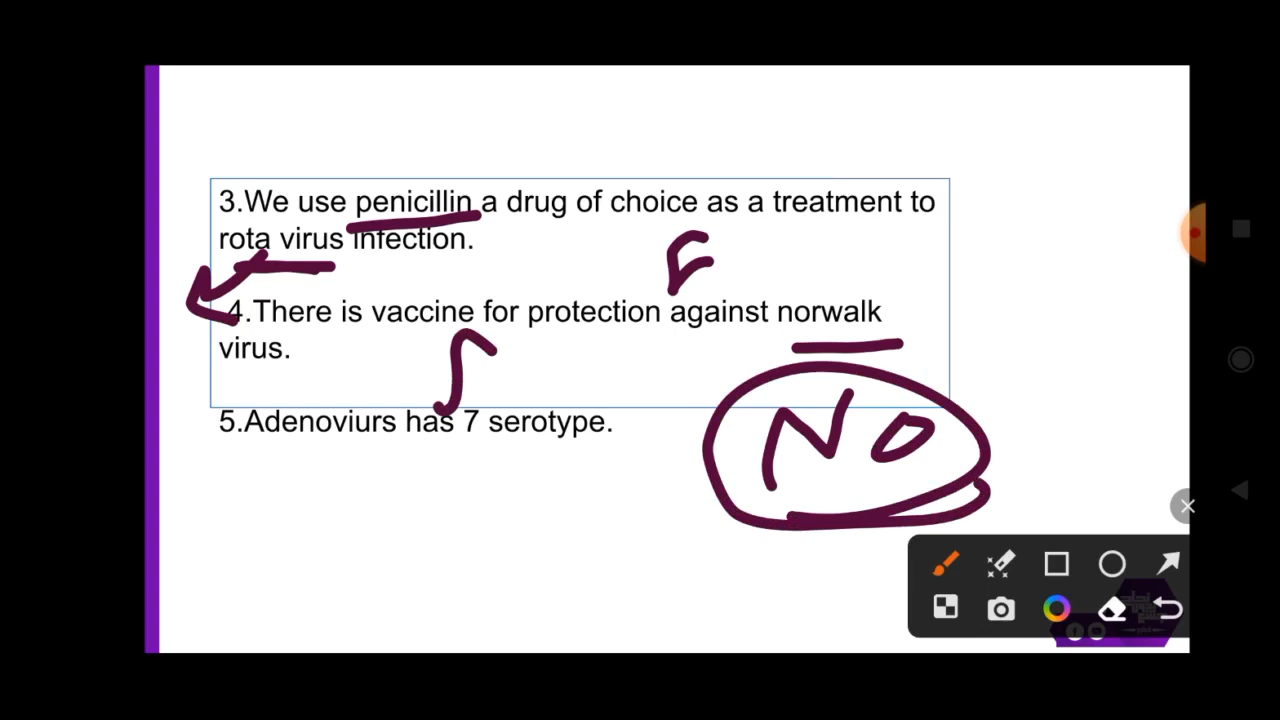 3.We use penicillin a drug of choice as a treatment to
rota virus infection.
F
4.There is vaccine for protection against norwalk
virus.
NO
5.Adenoviurs has 7 serotype.